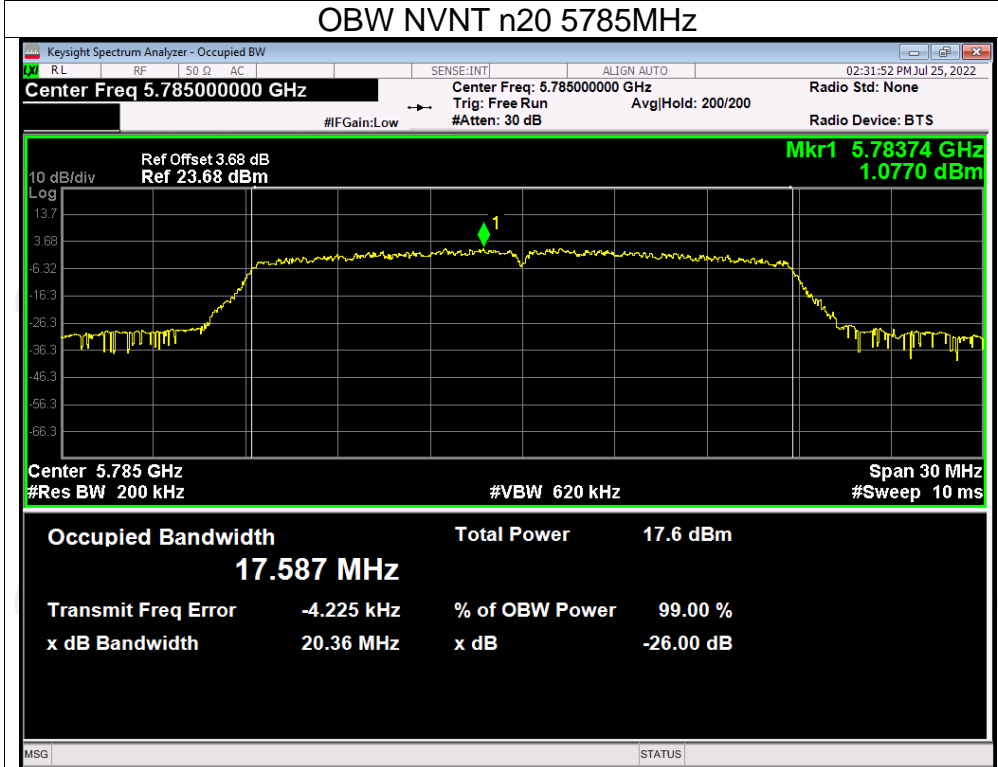 OBW NVNT n20 5785MHz
Keysight Spectrum Analyzer - Occupied BW
LXI RL RF 50 Ω AC SENSE:INT ALIGN AUTO 02:31:52 PM Jul 25, 2022
Center Freq 5.785000000 GHz Center Freq: 5.785000000 GHz Radio Std: None
Trig: Free Run Avg|Hold: 200/200
#IFGain:Low #Atten: 30 dB Radio Device: BTS
Mkr1 5.78374 GHz
1.0770 dBm
Ref Offset 3.68 dB
10 dB/div Ref 23.68 dBm
Log
13.7
1
3.68
-6.32
-16.3
-26.3
-36.3
-46.3
-56.3
-66.3
Center 5.785 GHz Span 30 MHz
#Res BW 200 kHz #VBW 620 kHz #Sweep 10 ms
Occupied Bandwidth Total Power 17.6 dBm
17.587 MHz
Transmit Freq Error -4.225 kHz % of OBW Power 99.00 %
x dB Bandwidth 20.36 MHz x dB -26.00 dB
MSG STATUS